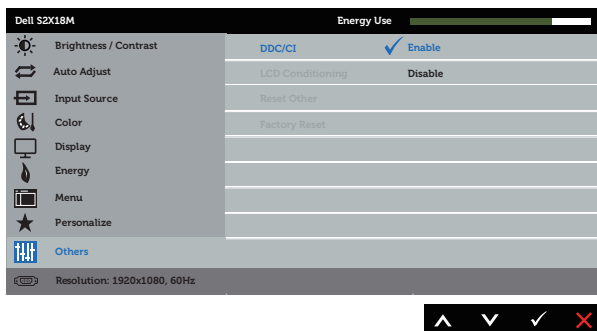 Dell S2X18M Energy Use
Brightness / Contrast DDC/CI Enable
Auto Adjust LCD Conditioning Disable
Input Source Reset Other
Color Factory Reset
Display
Energy
Menu
Personalize
Others
Resolution: 1920x1080, 60Hz